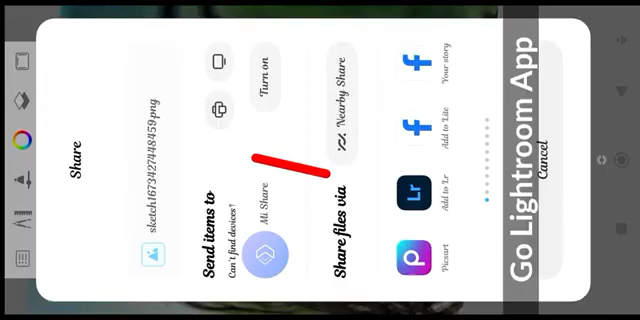 Share
sketch1673427448459.png
Send items to
Can't find devices?
Mi Share
Turn on
Share files via
Nearby Share
Picsart
Add to Lr
Add to Lite
Your story
Cancel
Go Lightroom App